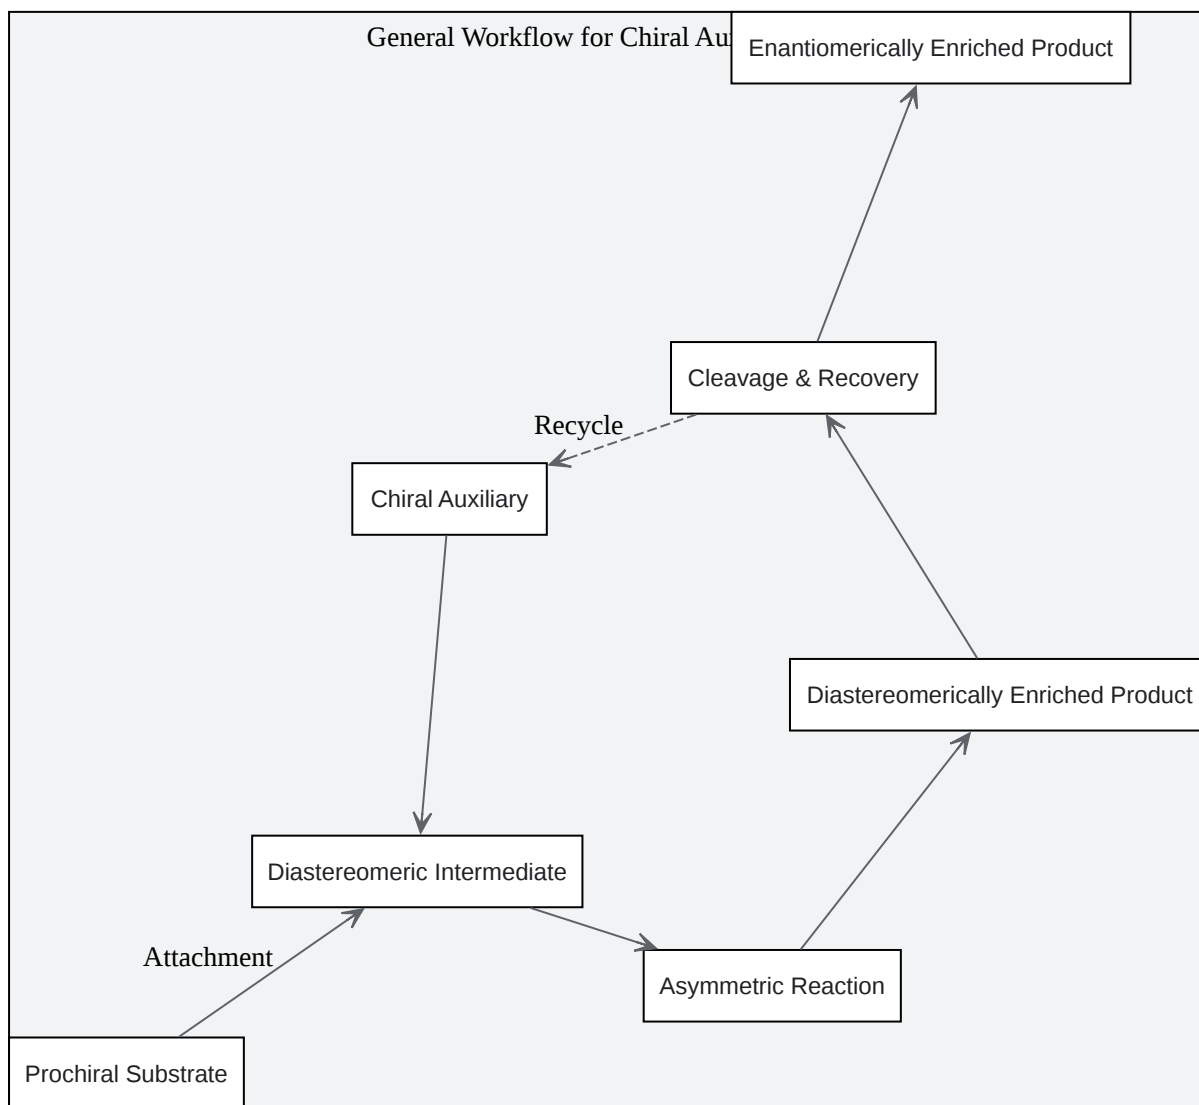 General Workflow for Chiral
Enantiomerically Enriched Product
Cleavage & Recovery
Recycle
Chiral Auxiliary
Diastereomerically Enriched Product
Diastereomeric Intermediate
Attachment
Asymmetric Reaction
Prochiral Substrate